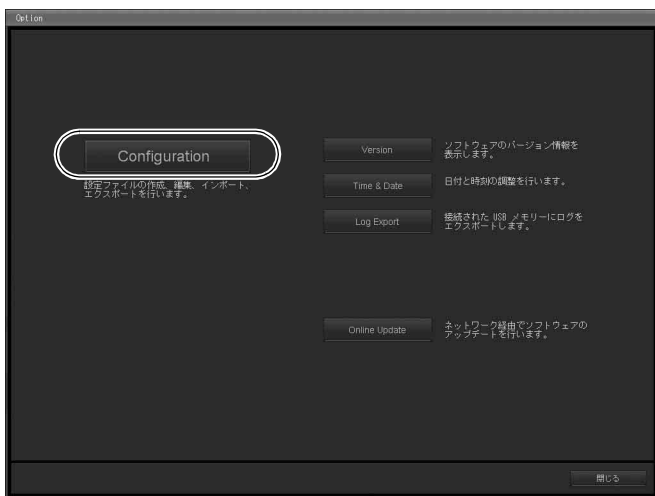 Option
Configuration
設定ファイルの作成、編集、インポート、
エクスポートを行います。
Version
ソフトウェアのバージョン情報を
表示します。
Time & Date
日付と時刻の調整を行います。
Log Export
接続された USB メモリーにログを
エクスポートします。
Online Update
ネットワーク経由でソフトウェアの
アップデートを行います。
閉じる